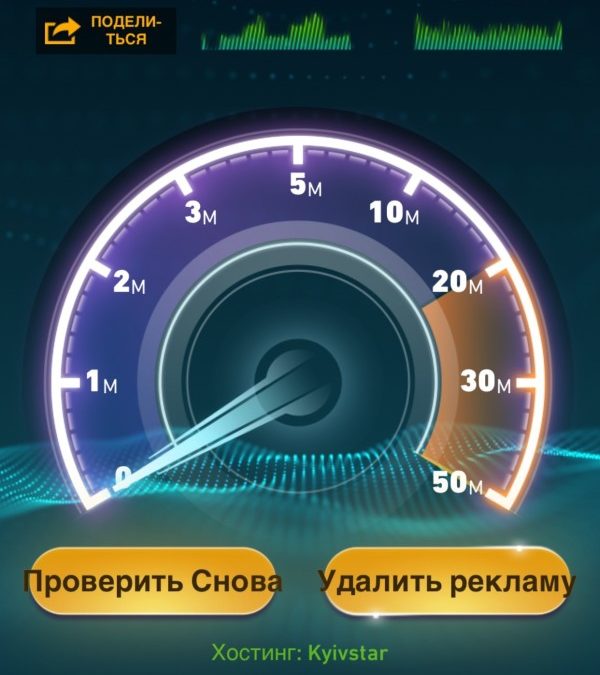 ПОДЕЛИ-
ТЬСЯ
5M
3M
10M
2M
20M
1M
30M
0
50M
Проверить Снова
Удалить рекламу
Хостинг: Kyivstar